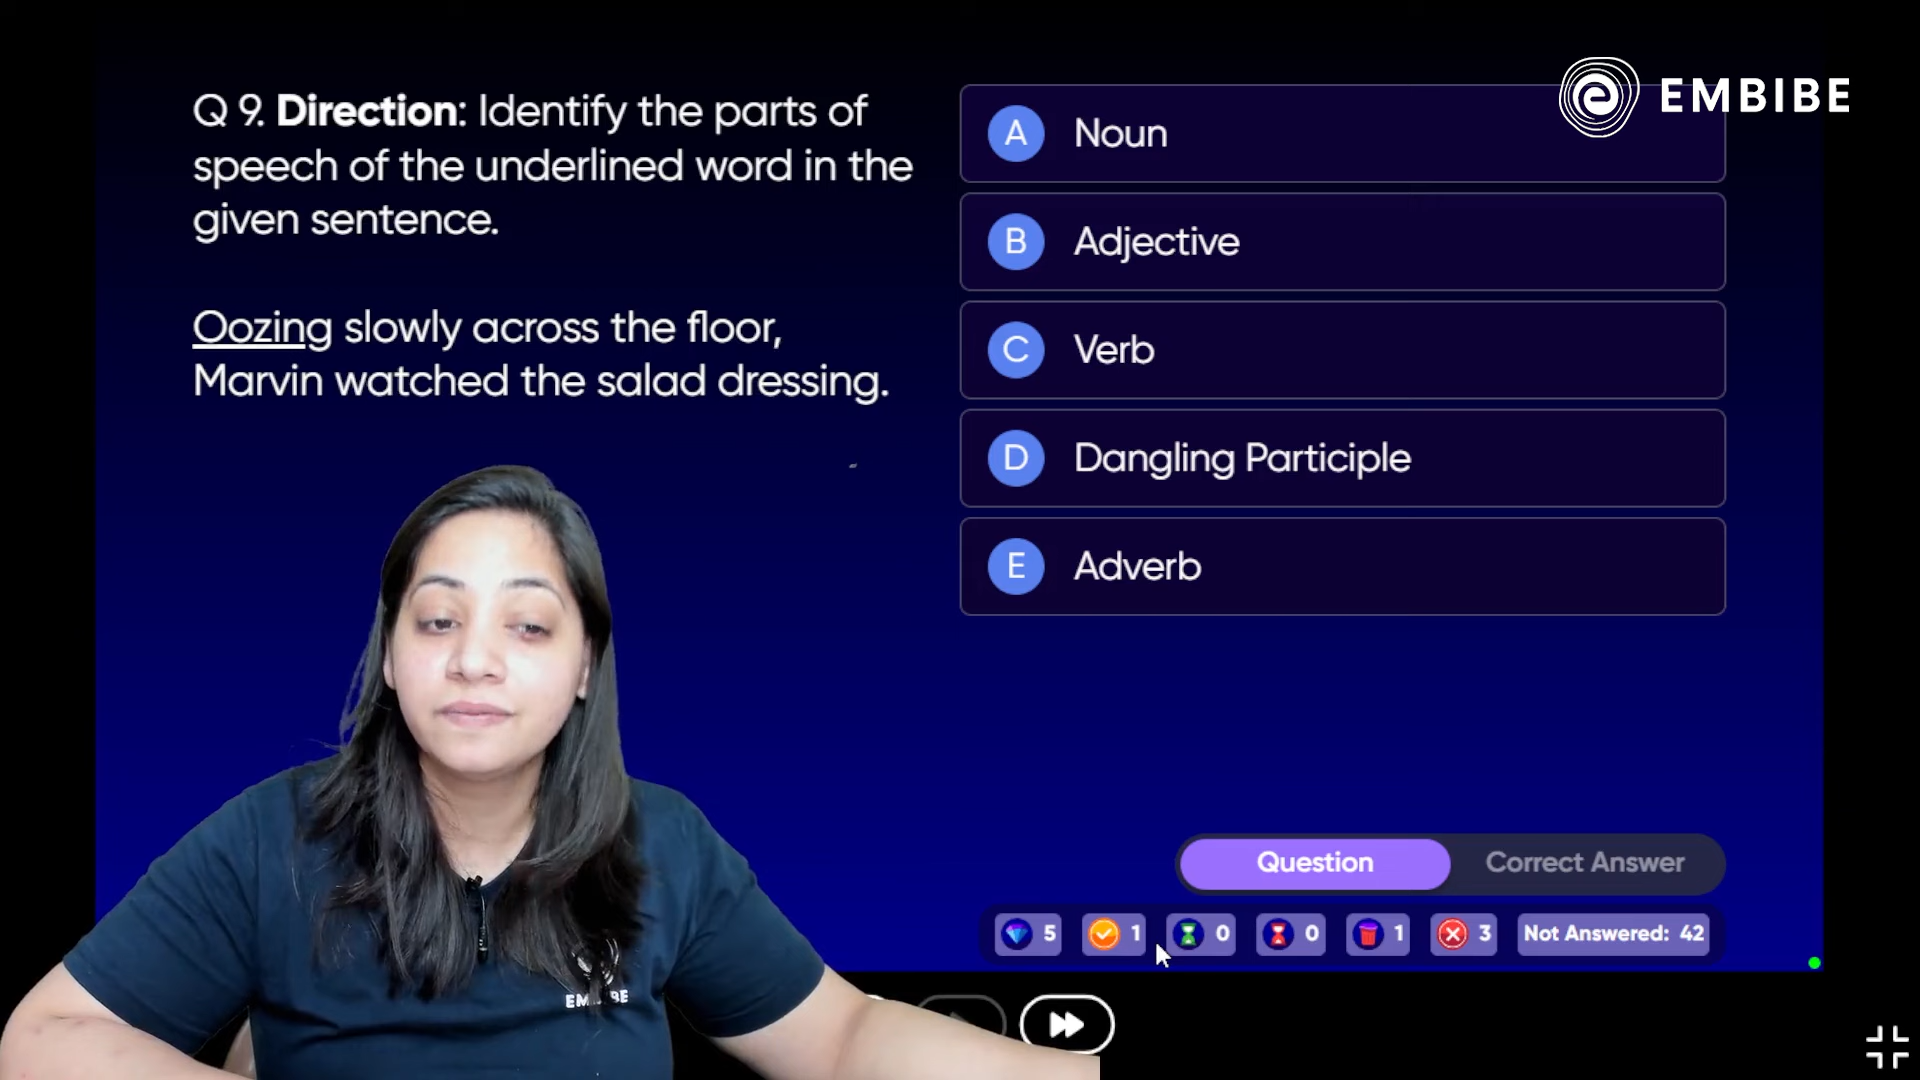 EMBIBE
Q 9. Direction: Identify the parts of
speech of the underlined word in the
given sentence.
Oozing slowly across the floor,
Marvin watched the salad dressing.
A Noun
B Adjective
C Verb
D Dangling Participle
E Adverb
Question Correct Answer
5 1 0 0 1 3 Not Answered: 42